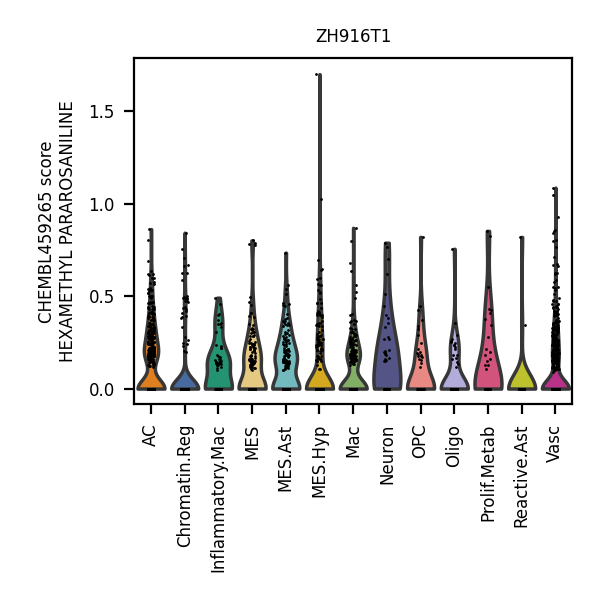 ZH916T1
CHEMBL459265 score
HEXAMETHYL PARAROSANILINE
1.5
1.0
0.5
0.0
AC
Chromatin.Reg
Inflammatory.Mac
MES
MES.Ast
MES.Hyp
Mac
Neuron
OPC
Oligo
Prolif.Metab
Reactive.Ast
Vasc